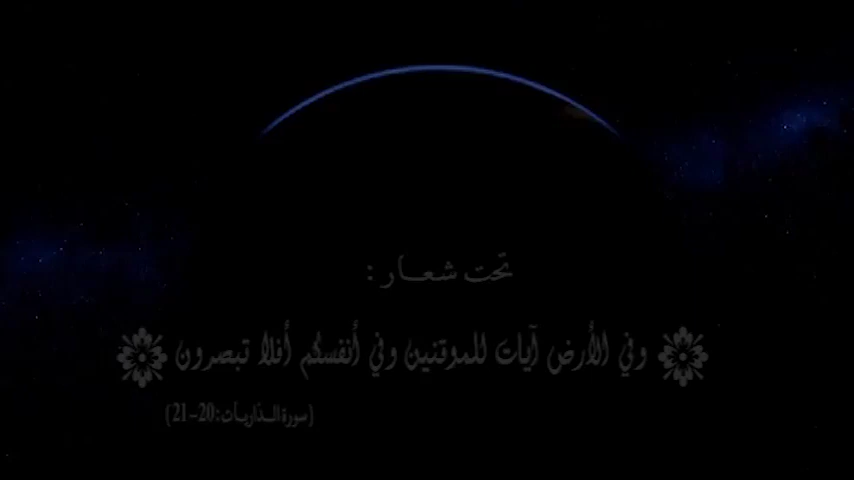 تحت شعار :
وفي الأرض آيات للموقنين وفي أنفسكم أفلا تبصرون
(سورة الذاريات: 20-21)